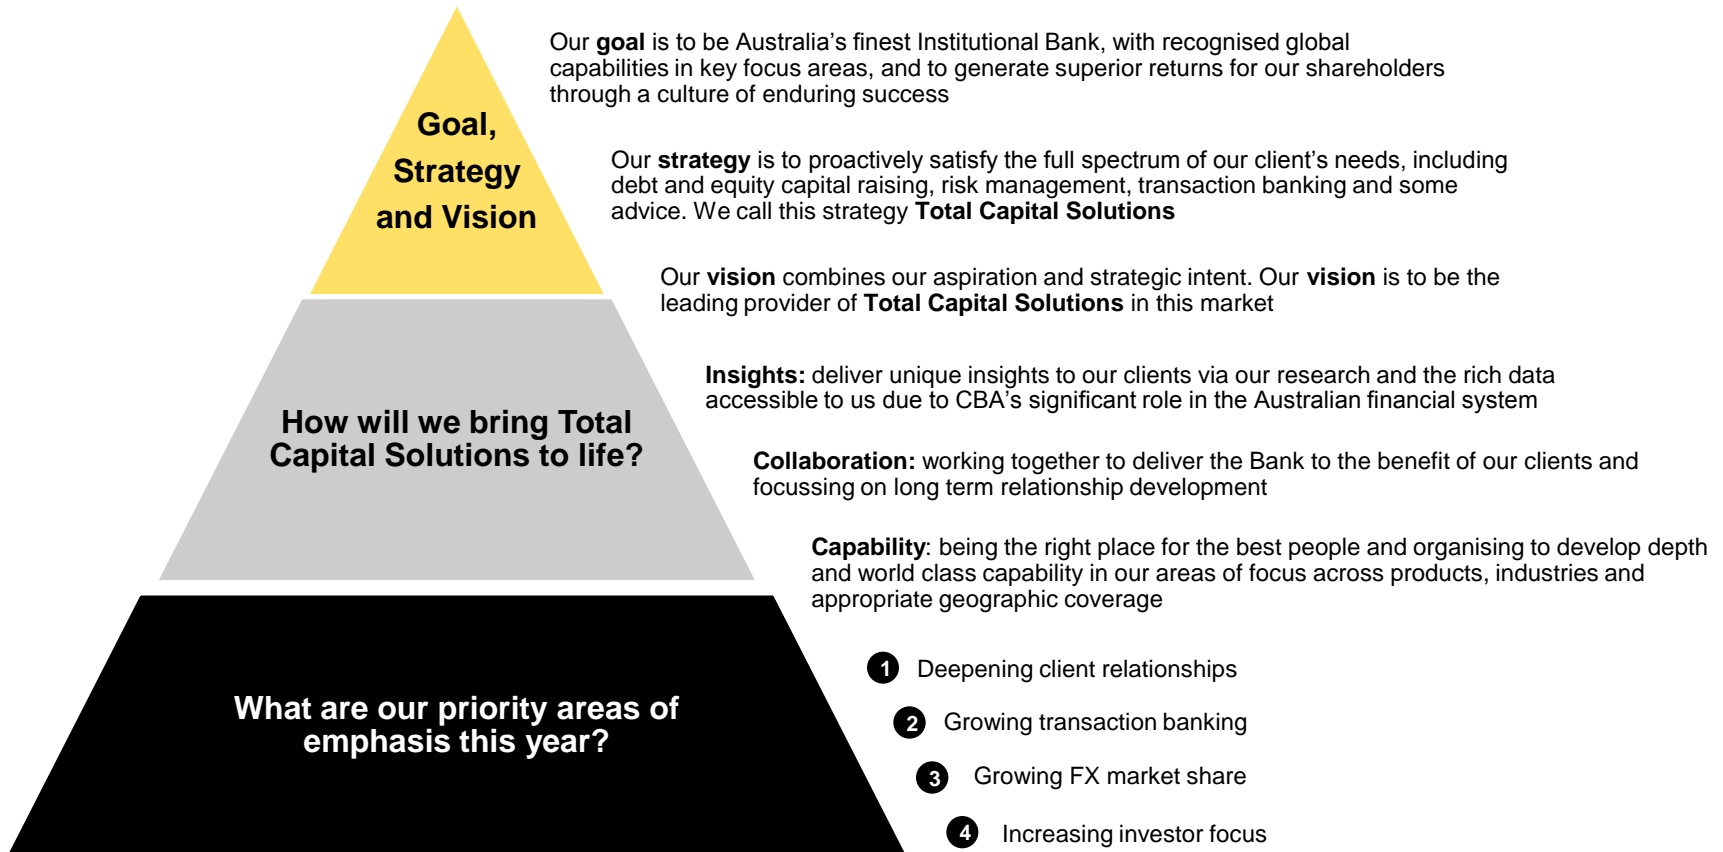 Goal,
Strategy
and Vision
Our goal is to be Australia’s finest Institutional Bank, with recognised global
capabilities in key focus areas, and to generate superior returns for our shareholders
through a culture of enduring success
Our strategy is to proactively satisfy the full spectrum of our client’s needs, including
debt and equity capital raising, risk management, transaction banking and some
advice. We call this strategy Total Capital Solutions
Our vision combines our aspiration and strategic intent. Our vision is to be the
leading provider of Total Capital Solutions in this market
How will we bring Total
Capital Solutions to life?
Insights: deliver unique insights to our clients via our research and the rich data
accessible to us due to CBA’s significant role in the Australian financial system
Collaboration: working together to deliver the Bank to the benefit of our clients and
focussing on long term relationship development
Capability: being the right place for the best people and organising to develop depth
and world class capability in our areas of focus across products, industries and
appropriate geographic coverage
What are our priority areas of
emphasis this year?
1 Deepening client relationships
2 Growing transaction banking
3 Growing FX market share
4 Increasing investor focus